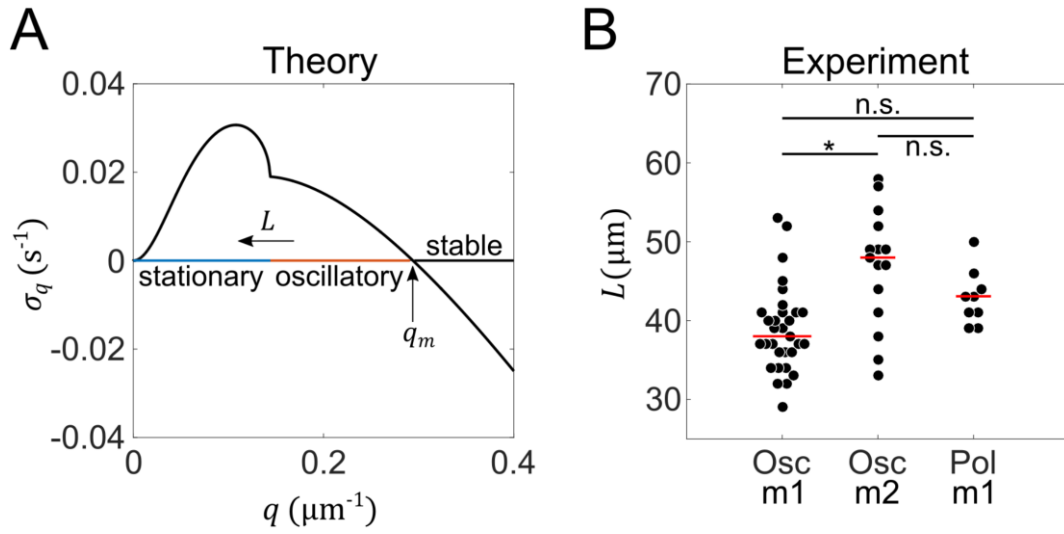 A
Theory
0.04
0.02
0
-0.02
-0.04
σq (s⁻¹)
L
stationary
oscillatory
stable
qm
0
0.2
0.4
q (μm⁻¹)
B
Experiment
70
60
50
40
30
L(μm)
n.s.
*
n.s.
Osc
m1
Osc
m2
Pol
m1